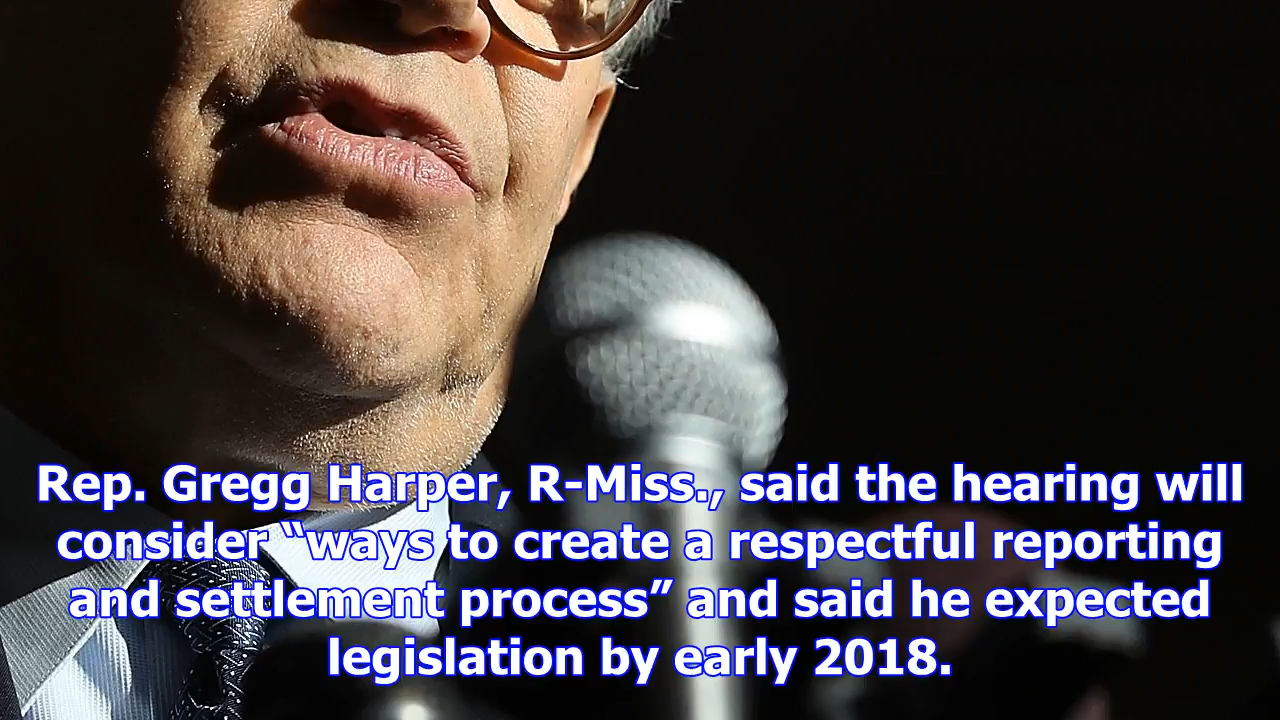 Rep. Gregg Harper, R-Miss., said the hearing will
consider “ways to create a respectful reporting
and settlement process” and said he expected
legislation by early 2018.